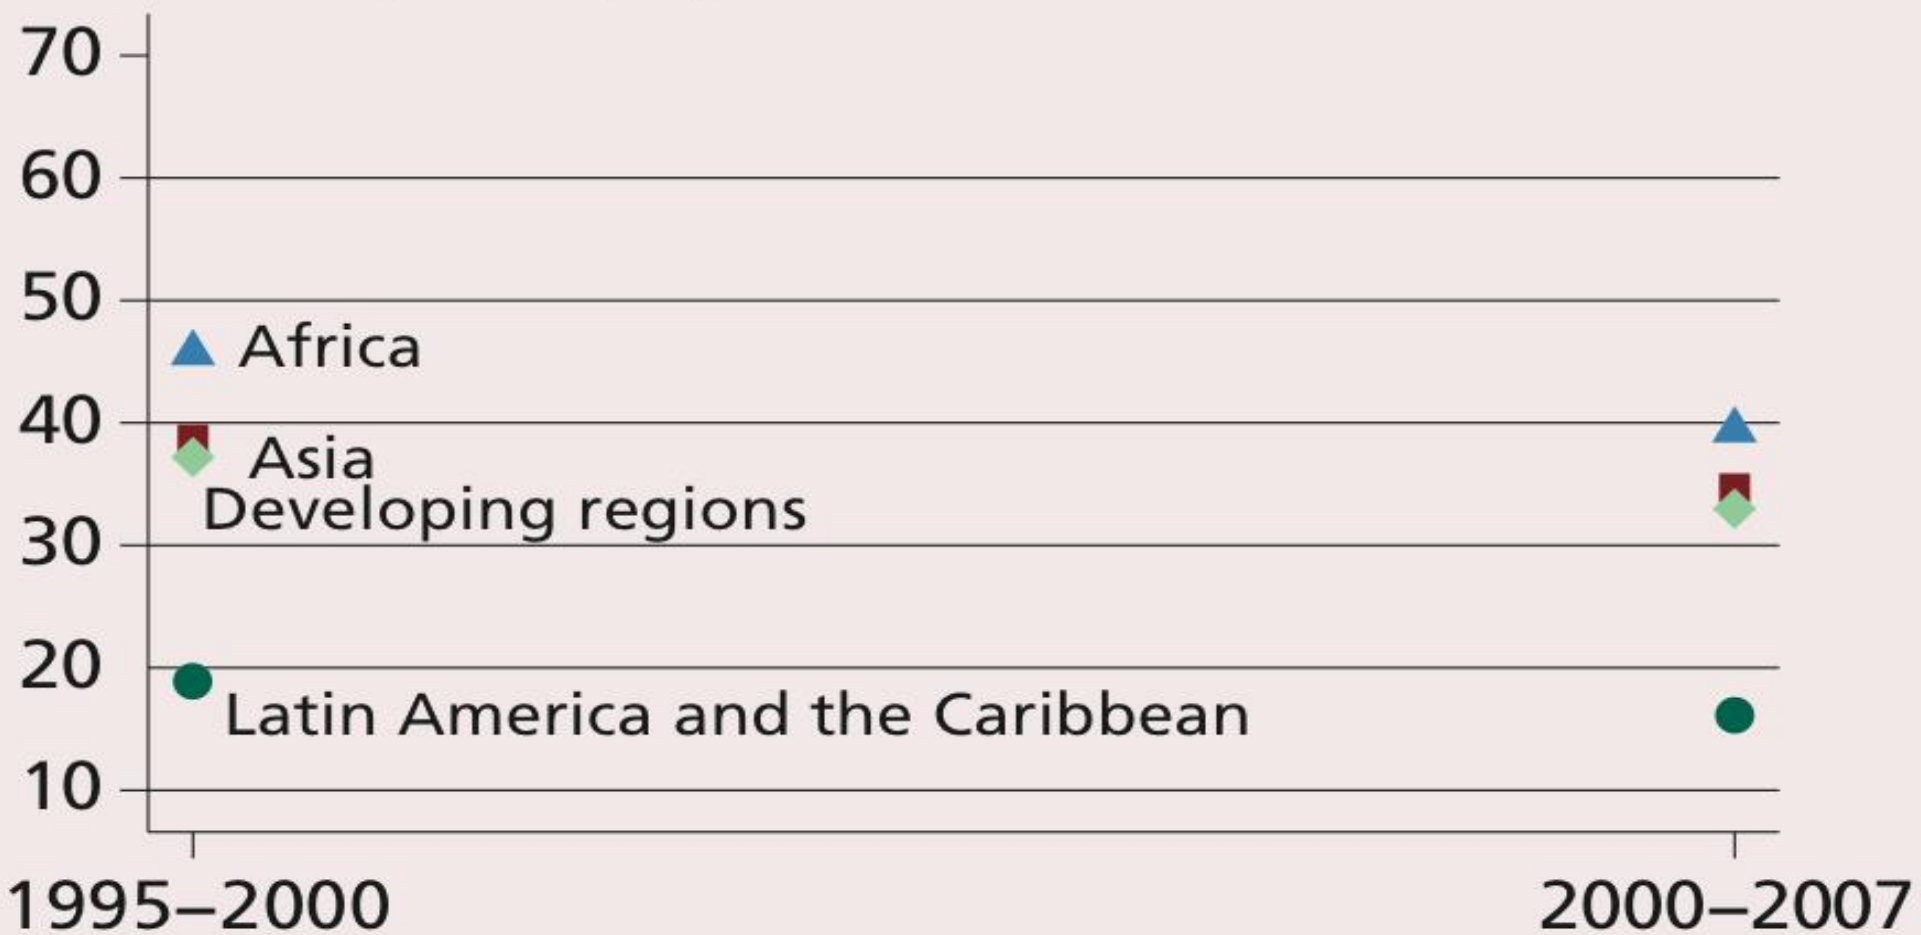 70
60
50
Africa
40
Asia
Developing regions
30
20
Latin America and the Caribbean
10
1995–2000 2000–2007